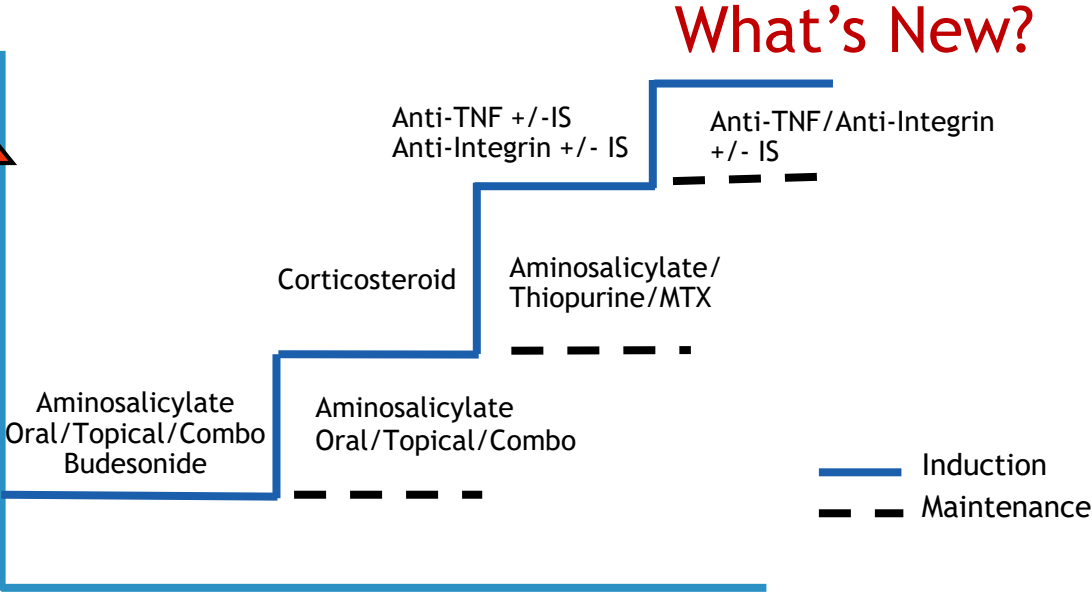 What's New?
Anti-TNF +/-IS
Anti-Integrin +/- IS
Anti-TNF/Anti-Integrin
+/- IS
Corticosteroid
Aminosalicylate/
Thiopurine/MTX
Aminosalicylate
Oral/Topical/Combo
Budesonide
Aminosalicylate
Oral/Topical/Combo
Induction
Maintenance